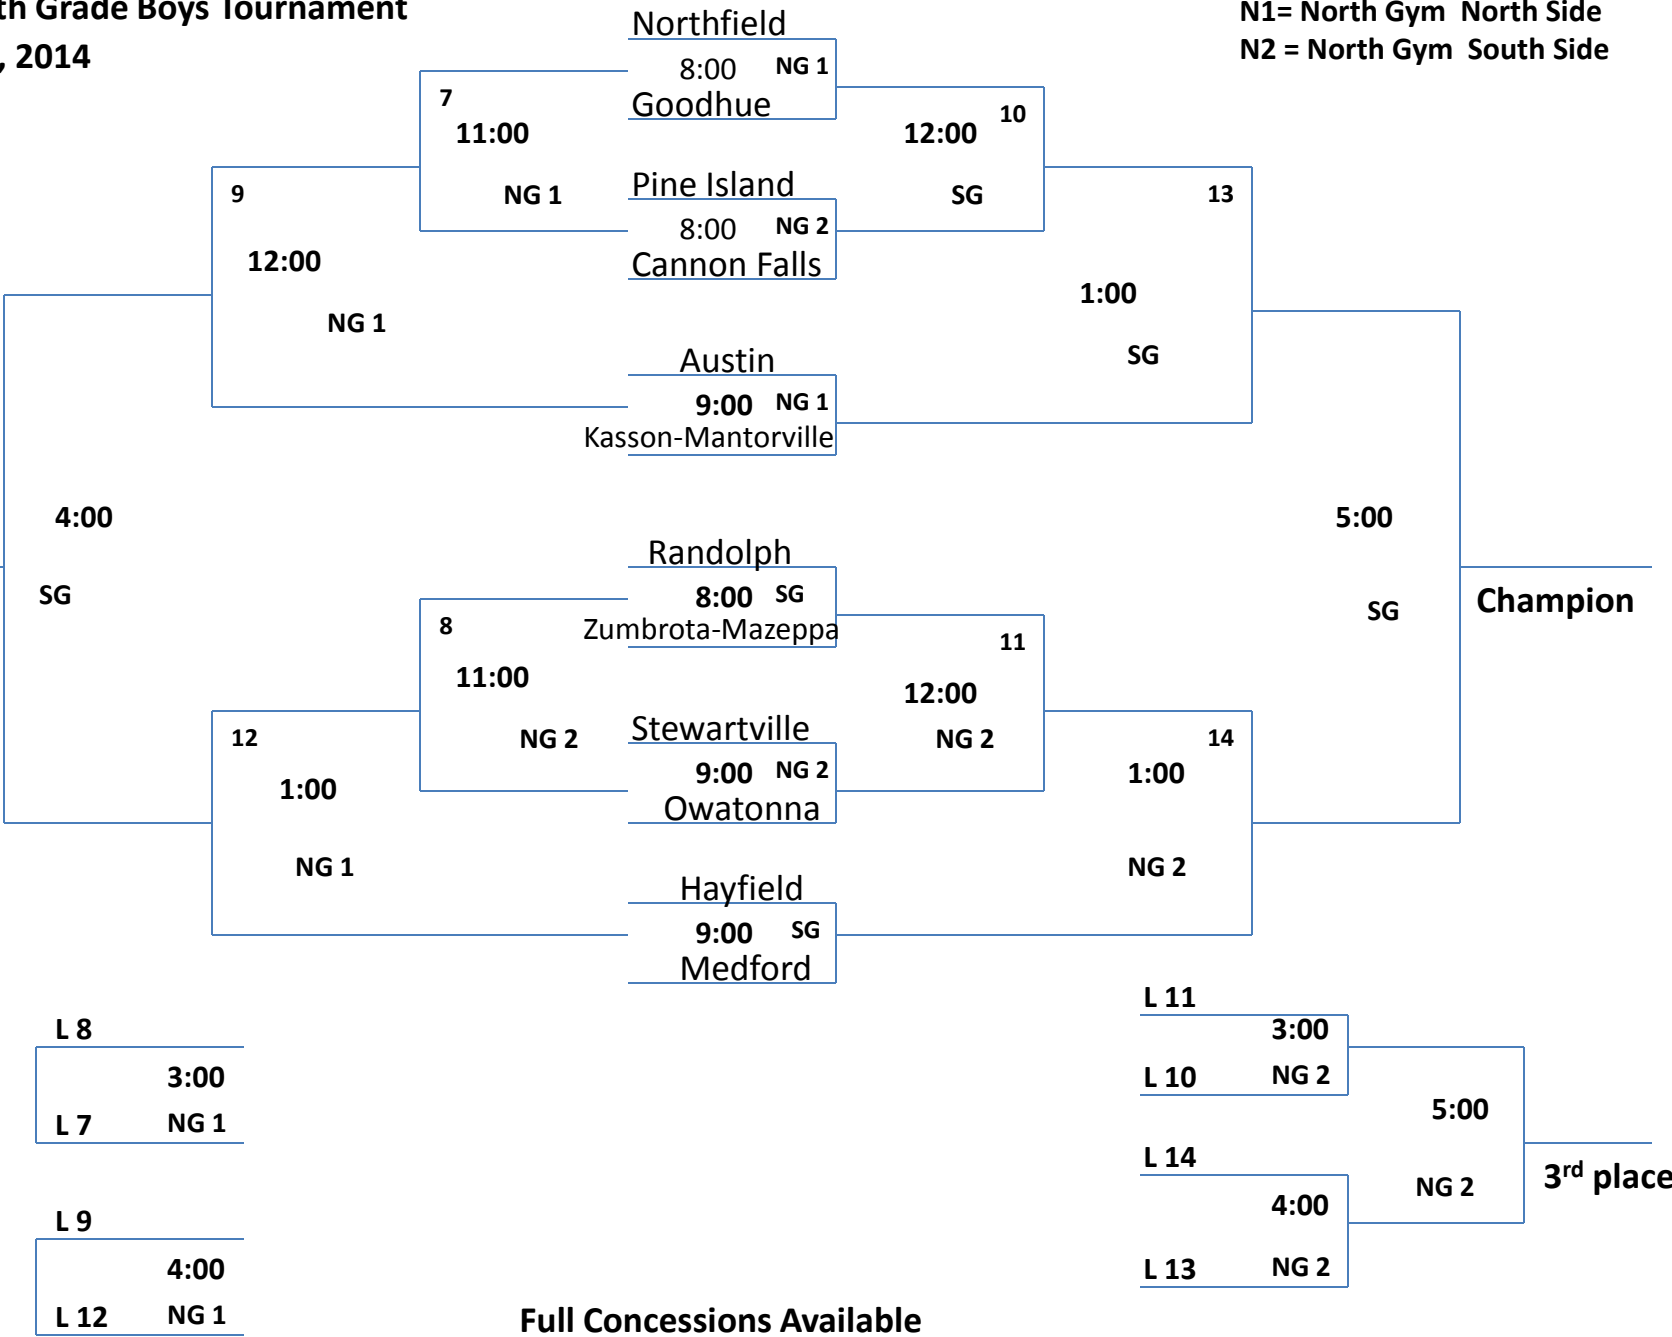 th Grade Boys Tournament
, 2014
N1= North Gym  North Side
N2 = North Gym  South Side
Northfield
8:00 NG 1
Goodhue
7
11:00
NG 1
10
12:00
SG
Pine Island
8:00 NG 2
Cannon Falls
9
12:00
NG 1
13
1:00
SG
Austin
9:00 NG 1
Kasson-Mantorville
4:00
SG
5:00
SG
Champion
Randolph
8:00 SG
Zumbrota-Mazeppa
8
11:00
NG 2
11
12:00
NG 2
Stewartville
9:00 NG 2
Owatonna
12
1:00
NG 1
14
1:00
NG 2
Hayfield
9:00 SG
Medford
L 8
3:00
L 7 NG 1
L 9
4:00
L 12 NG 1
L 11
3:00
L 10 NG 2
L 14
4:00
L 13 NG 2
5:00
NG 2
3rd place
Full Concessions Available